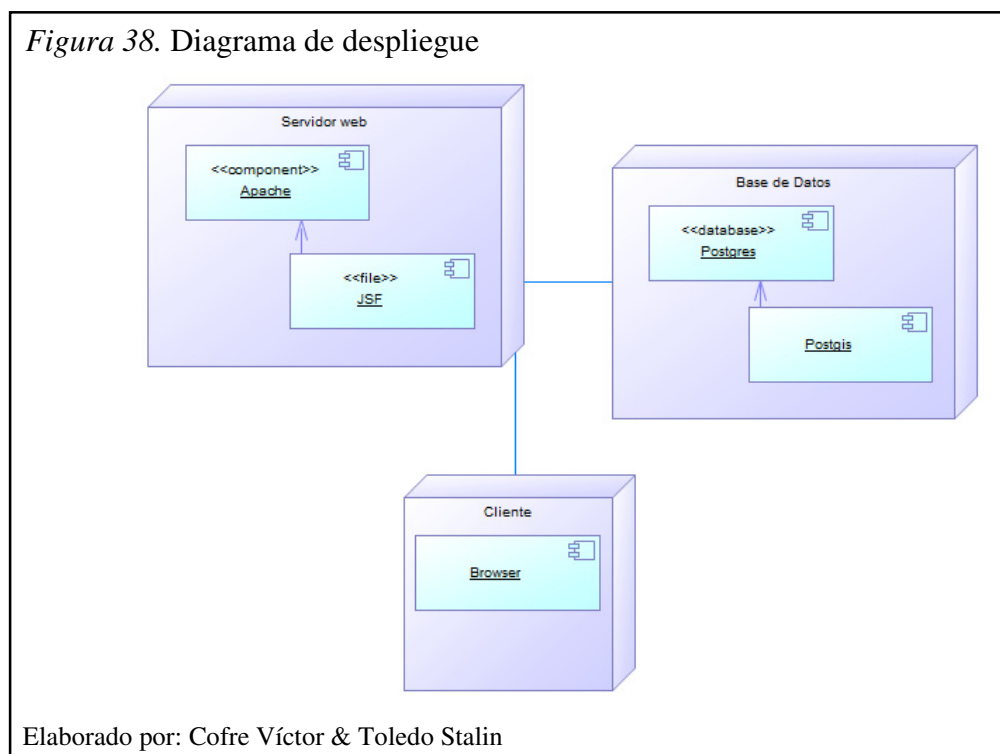 Figura 38. Diagrama de despliegue
Servidor web
<<component>>
Apache
<<file>>
JSF
Base de Datos
<<database>>
Postgres
Postgis
Cliente
Browser
Elaborado por: Cofre Víctor & Toledo Stalin